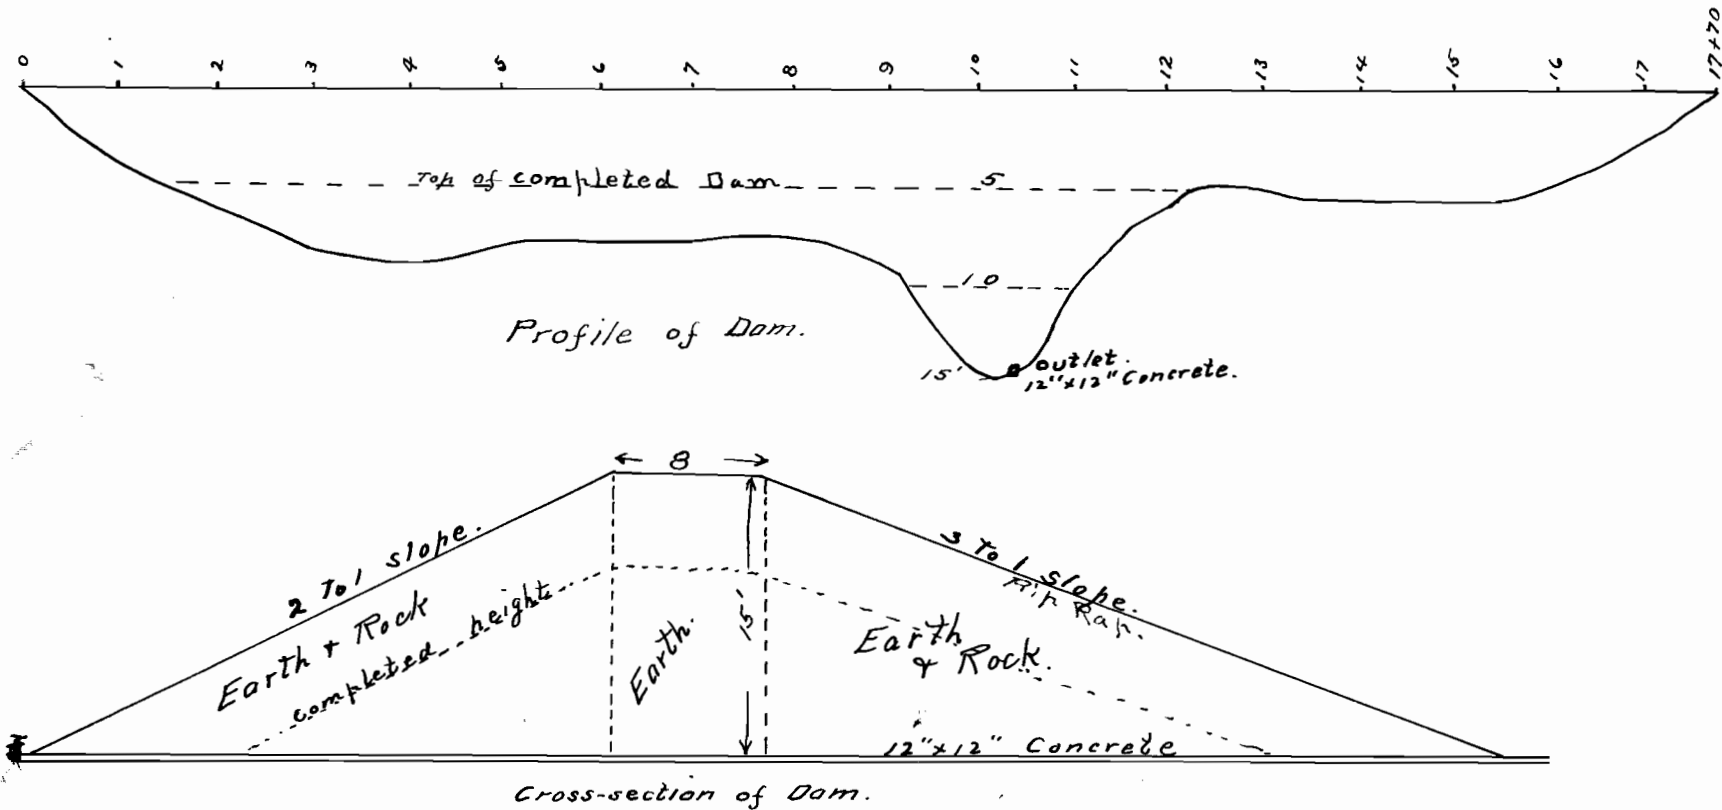 0 1 2 3 4 5 6 7 8 9 10 11 12 13 14 15 16 17 17+70
Top of completed Dam 5
10
Profile of Dam.
15' outlet.
12"x12" Concrete.
8
2 To 1 slope.
3 To 1 slope.
Rip Rap.
Earth + Rock
completed height
Earth.
15'
Earth
& Rock.
12"x12" Concrete
Cross-section of Dam.